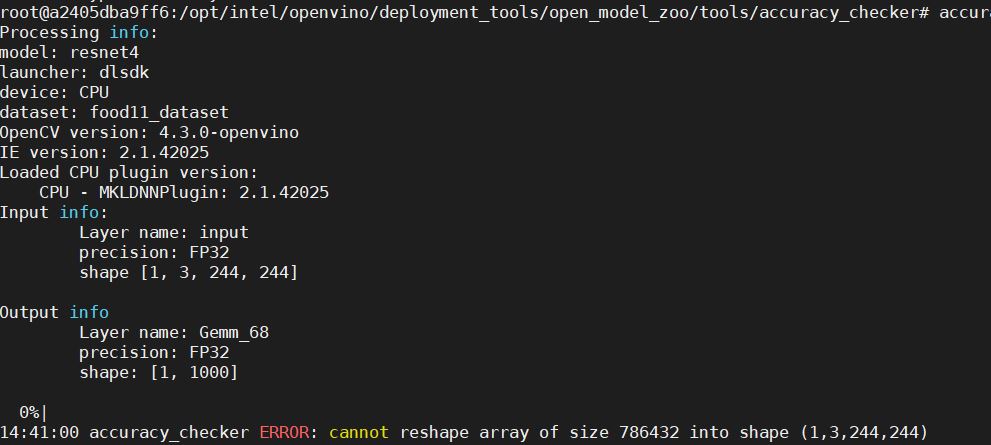 root@a2405dba9ff6:/opt/intel/openvino/deployment_tools/open_model_zoo/tools/accuracy_checker# accura
Processing info:
model: resnet4
launcher: dlsdk
device: CPU
dataset: food11_dataset
OpenCV version: 4.3.0-openvino
IE version: 2.1.42025
Loaded CPU plugin version:
    CPU - MKLDNNPlugin: 2.1.42025
Input info:
        Layer name: input
        precision: FP32
        shape [1, 3, 244, 244]
Output info
        Layer name: Gemm_68
        precision: FP32
        shape: [1, 1000]
  0%|
14:41:00 accuracy_checker ERROR: cannot reshape array of size 786432 into shape (1,3,244,244)